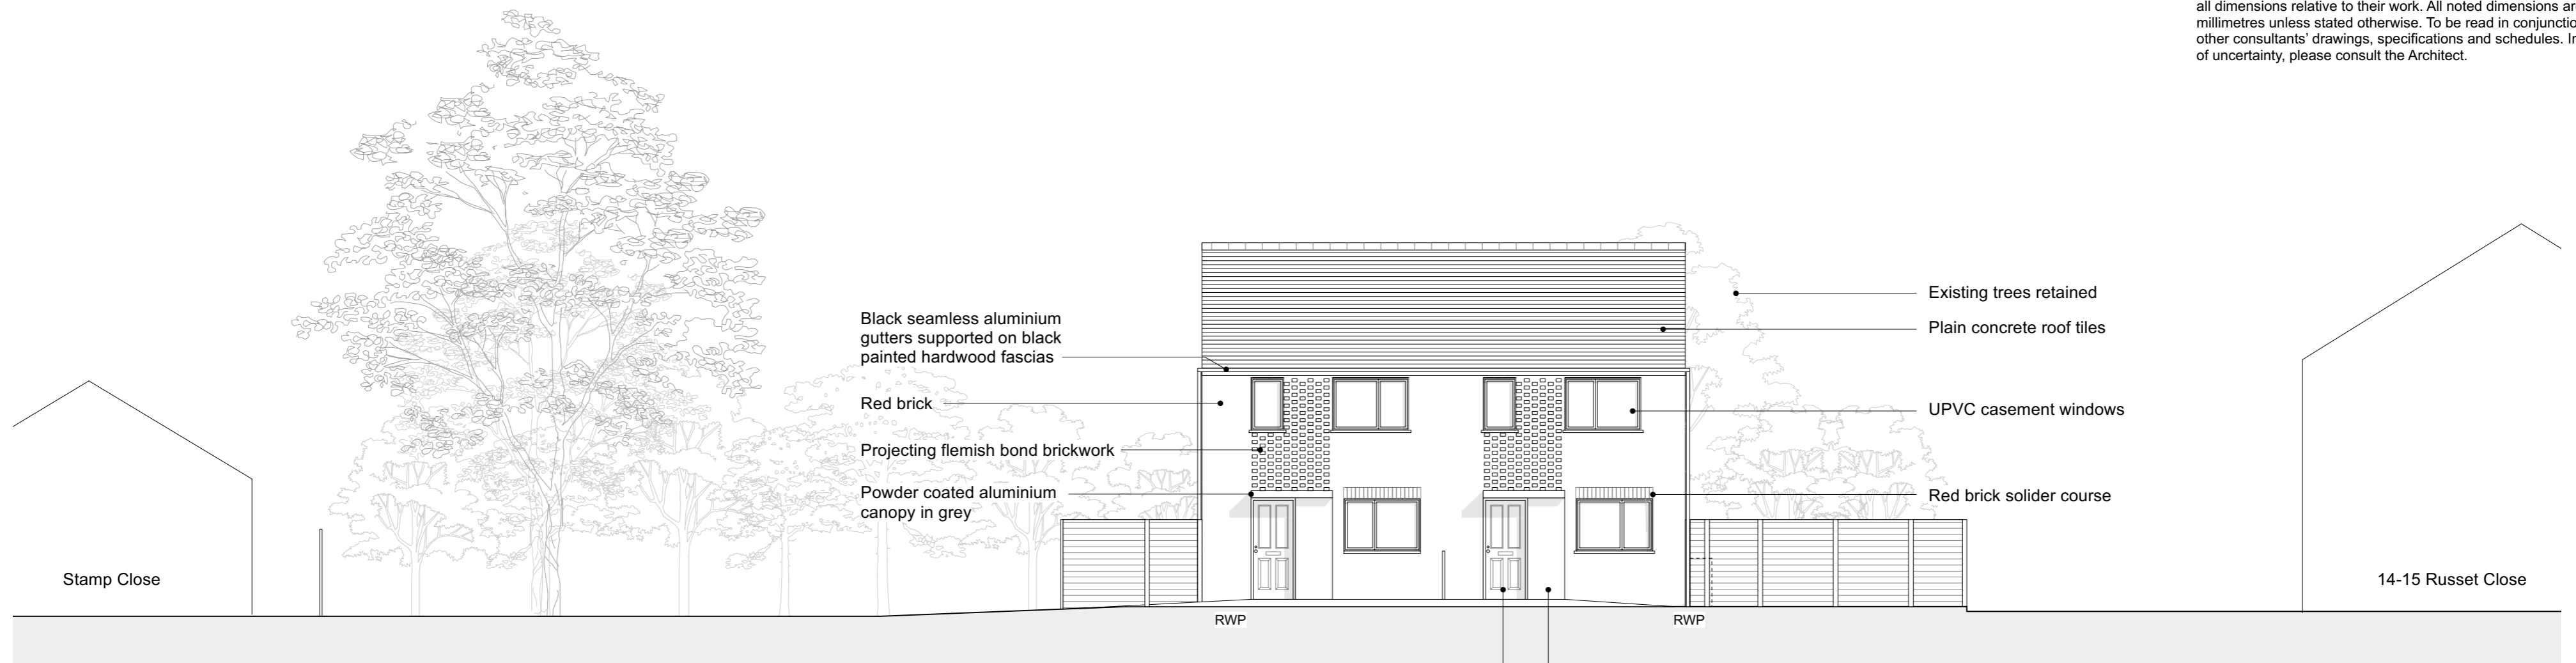 all dimensions relative to their work. All noted dimensions ar
millimetres unless stated otherwise. To be read in conjunctio
other consultants' drawings, specifications and schedules. I
of uncertainty, please consult the Architect.
Black seamless aluminium
gutters supported on black
painted hardwood fascias
Red brick
Projecting flemish bond brickwork
Powder coated aluminium
canopy in grey
Existing trees retained
Plain concrete roof tiles
UPVC casement windows
Red brick solider course
Stamp Close
14-15 Russet Close
RWP
RWP